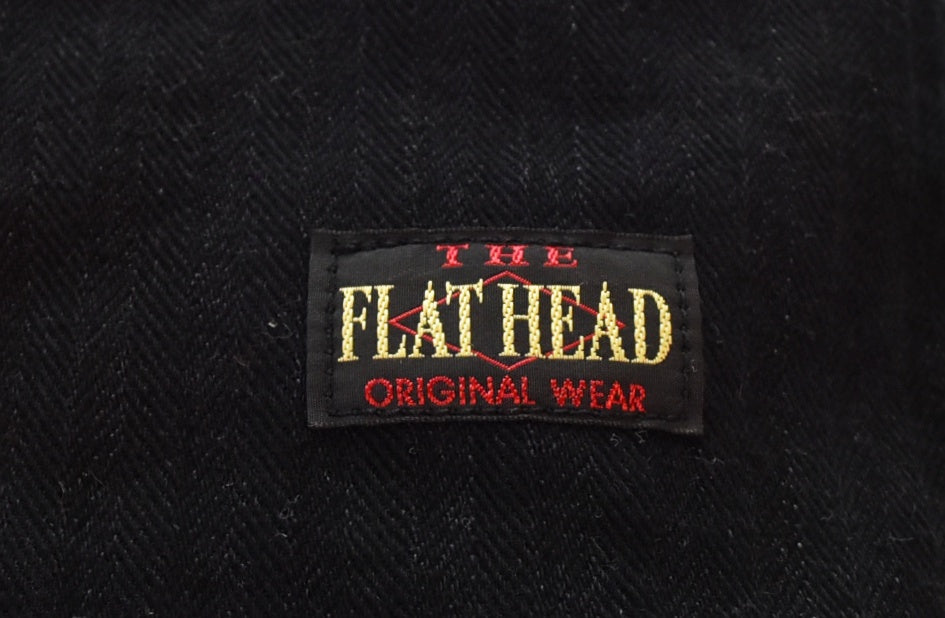 THE
FLAT HEAD
ORIGINAL WEAR